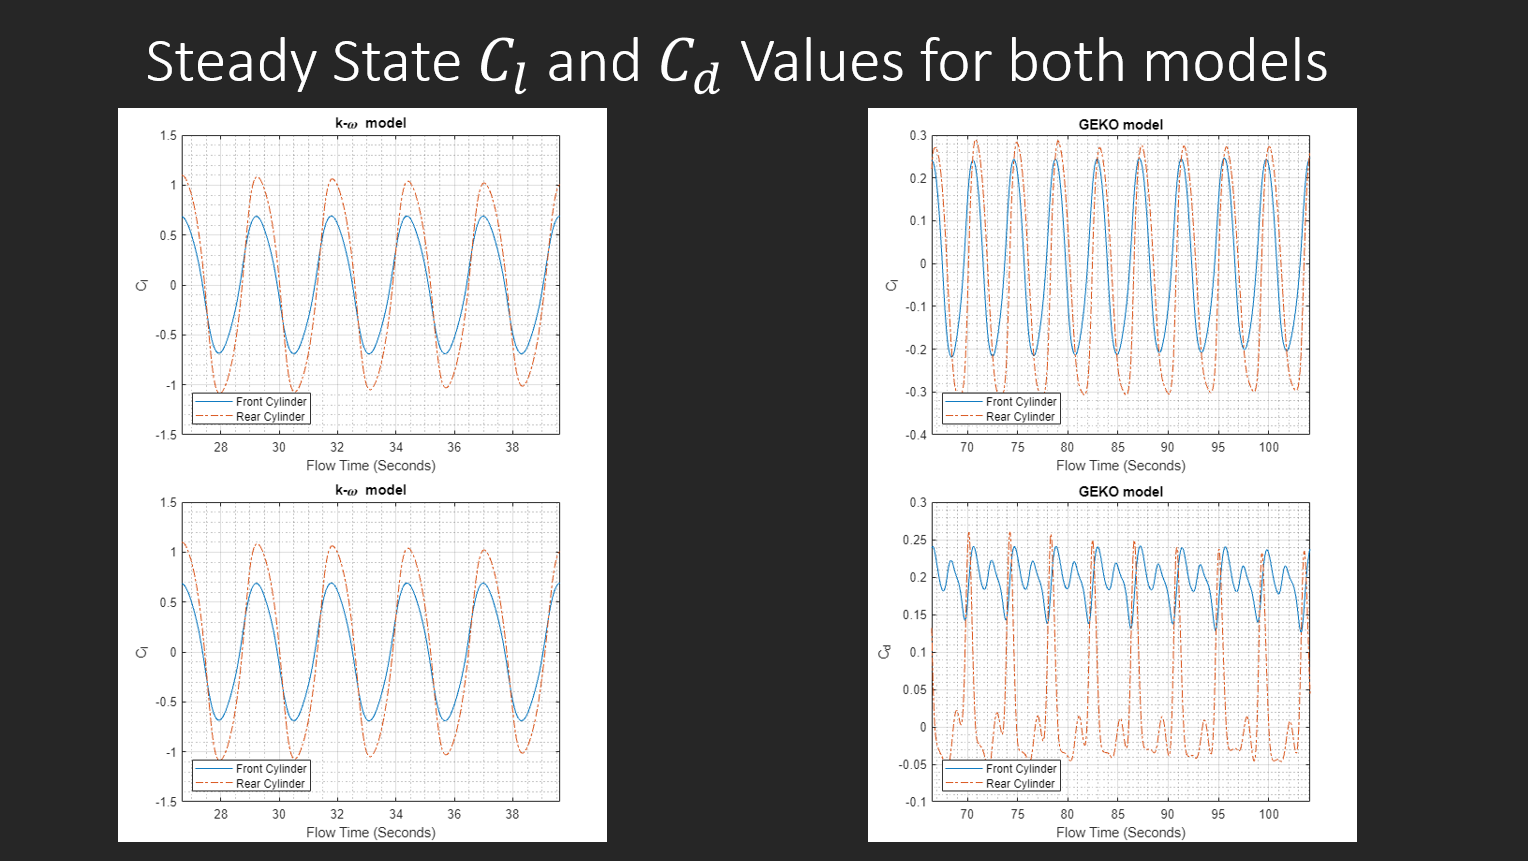 Steady State C_l and C_d Values for both models
k-ω model
1.5
1
0.5
0
-0.5
-1
-1.5
C_l
Front Cylinder
Rear Cylinder
28 30 32 34 36 38
Flow Time (Seconds)
GEKO model
0.3
0.2
0.1
0
-0.1
-0.2
-0.3
-0.4
C_l
Front Cylinder
Rear Cylinder
70 75 80 85 90 95 100
Flow Time (Seconds)
k-ω model
1.5
1
0.5
0
-0.5
-1
-1.5
C_l
Front Cylinder
Rear Cylinder
28 30 32 34 36 38
Flow Time (Seconds)
GEKO model
0.3
0.25
0.2
0.15
0.1
0.05
0
-0.05
-0.1
C_d
Front Cylinder
Rear Cylinder
70 75 80 85 90 95 100
Flow Time (Seconds)